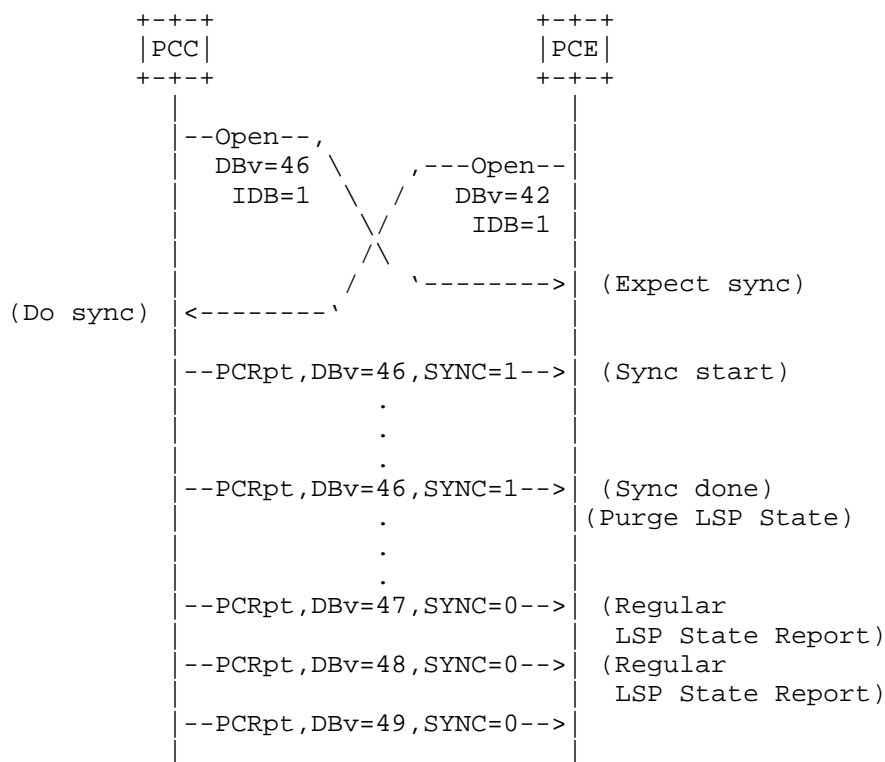 +-+-+                    +-+-+
|PCC|                    |PCE|
+-+-+                    +-+-+
--Open--,
DBv=46 \ ,---Open--
IDB=1 \ / DBv=42
\/ IDB=1
/\
/ `--------> (Expect sync)
(Do sync) <--------`
--PCRpt,DBv=46,SYNC=1--> (Sync start)
.
.
.
--PCRpt,DBv=46,SYNC=1--> (Sync done)
. (Purge LSP State)
.
.
--PCRpt,DBv=47,SYNC=0--> (Regular
LSP State Report)
--PCRpt,DBv=48,SYNC=0--> (Regular
LSP State Report)
--PCRpt,DBv=49,SYNC=0-->